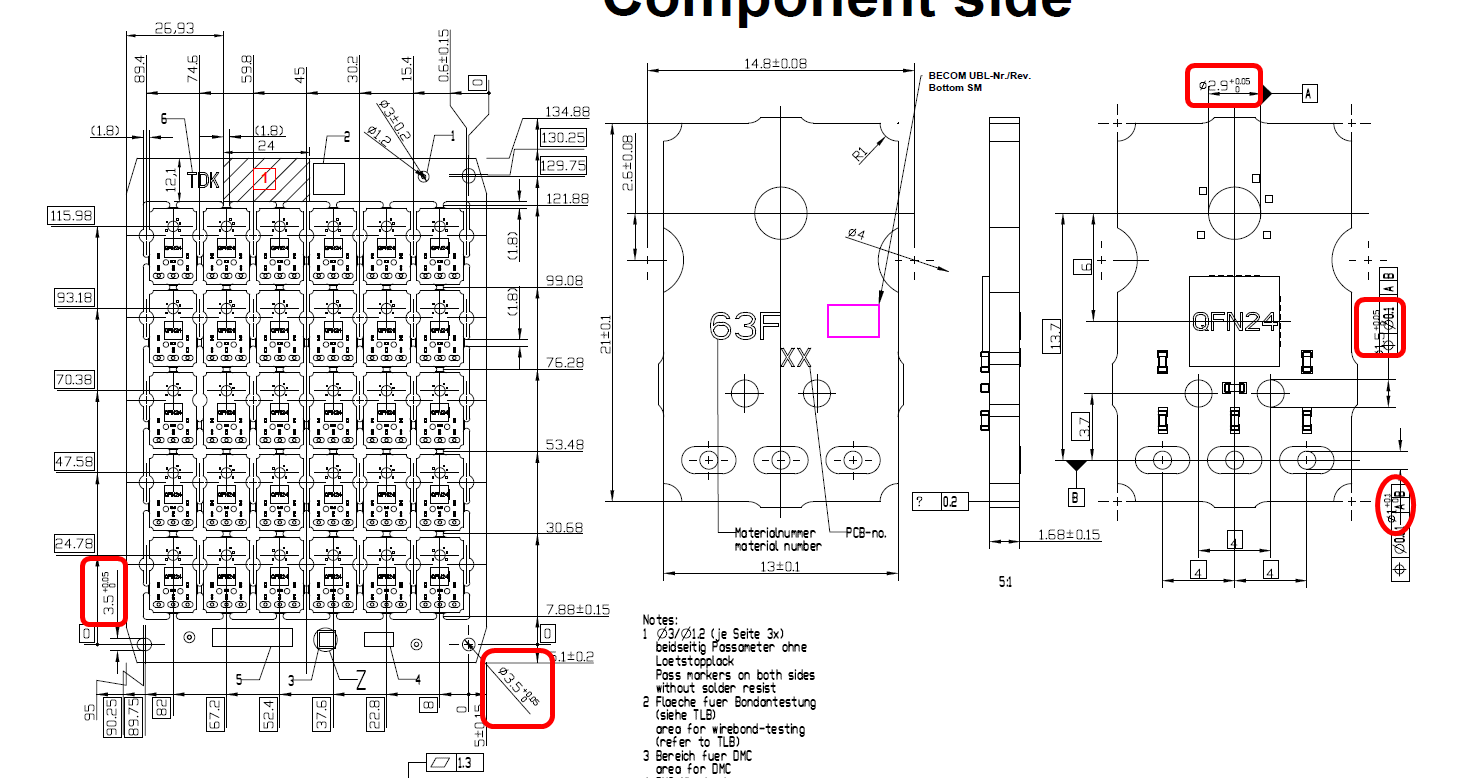 Component side
26,93
89.4
74.6
59.8
45
30.2
15.4
0.6±0.15
0
134.88
130.25
129.75
121.88
(1.8)
6
(1.8)
24
2
Ø3±0.2
Ø1.2
1
12,1
TDK
1
115.98
93.18
70.38
47.58
24.78
3.5 +0.05 0
0
(1.8)
99.08
(1.8)
76.28
53.48
30.68
7.88±0.15
0
5.1±0.2
QFN24
5
3
Z
4
Ø3.5 +0.05 0
95
90.25
89.75
82
67.2
52.4
37.6
22.8
8
0
1.3
14.8±0.08
BECOM UBL-Nr./Rev.
Bottom SM
R1
2.6±0.08
Ø4
21±0.1
63F
XX
Materialnummer
material number
PCB-no.
13±0.1
? 0.2
1.68±0.15
5:1
Ø2.9 +0.05 0
A
6
13.7
3.7
B
QFN24
A B
Ø0.1
A B
4
4
4
Notes:
1 Ø3/Ø1.2 (je Seite 3x)
beidseitig Passameter ohne
Loetstopplack
Pass markers on both sides
without solder resist
2 Flaeche fuer Bondantestung
(siehe TLB)
area for wirebond-testing
(refer to TLB)
3 Bereich fuer DMC
area for DMC